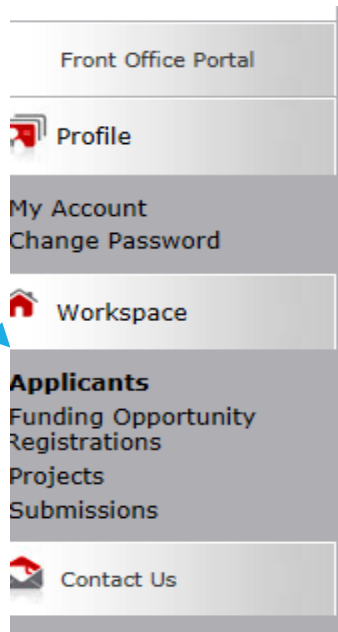 Front Office Portal
Profile
My Account
Change Password
Workspace
Applicants
Funding Opportunity
Registrations
Projects
Submissions
Contact Us